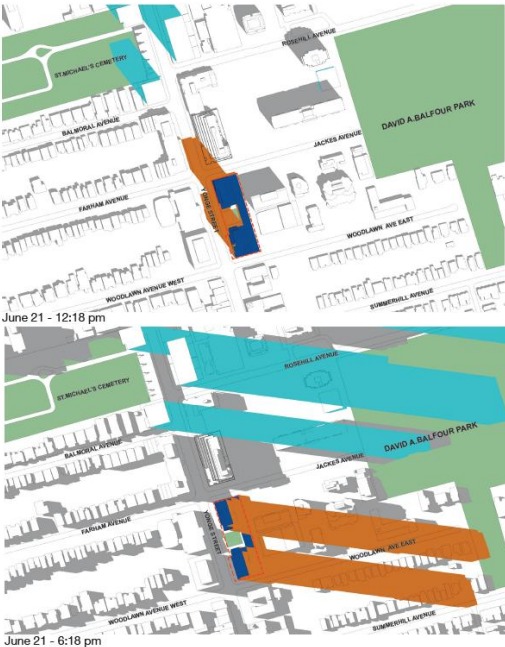 ROSEHILL AVENUE
ST.MICHAEL'S CEMETERY
DAVID A.BALFOUR PARK
BALMORAL AVENUE
JACKES AVENUE
FARHAM AVENUE
YONGE STREET
WOODLAWN AVE EAST
WOODLAWN AVENUE WEST
SUMMERHILL AVENUE
June 21 - 12:18 pm
ROSEHILL AVENUE
ST.MICHAEL'S CEMETERY
DAVID A.BALFOUR PARK
BALMORAL AVENUE
JACKES AVENUE
FARHAM AVENUE
YONGE STREET
WOODLAWN AVE EAST
WOODLAWN AVENUE WEST
SUMMERHILL AVENUE
June 21 - 6:18 pm